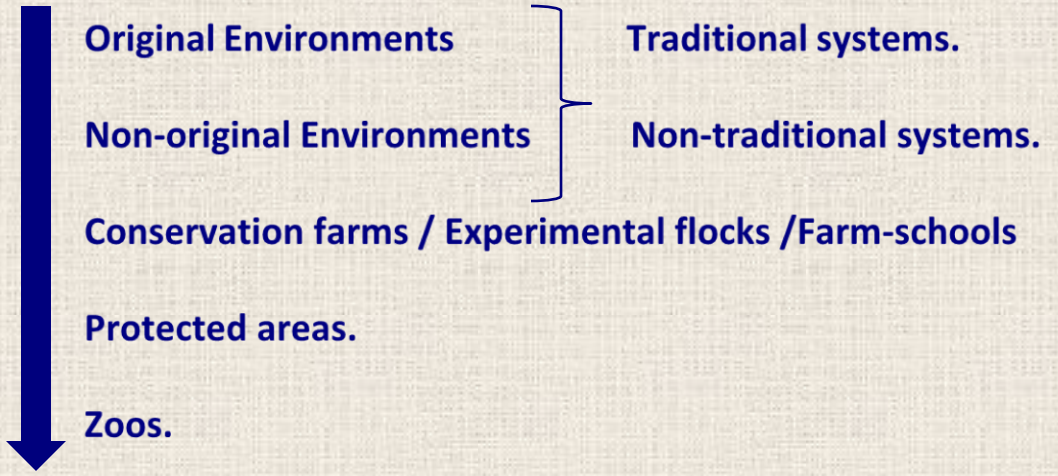 Original Environments Traditional systems.
Non-original Environments Non-traditional systems.
Conservation farms / Experimental flocks /Farm-schools
Protected areas.
Zoos.